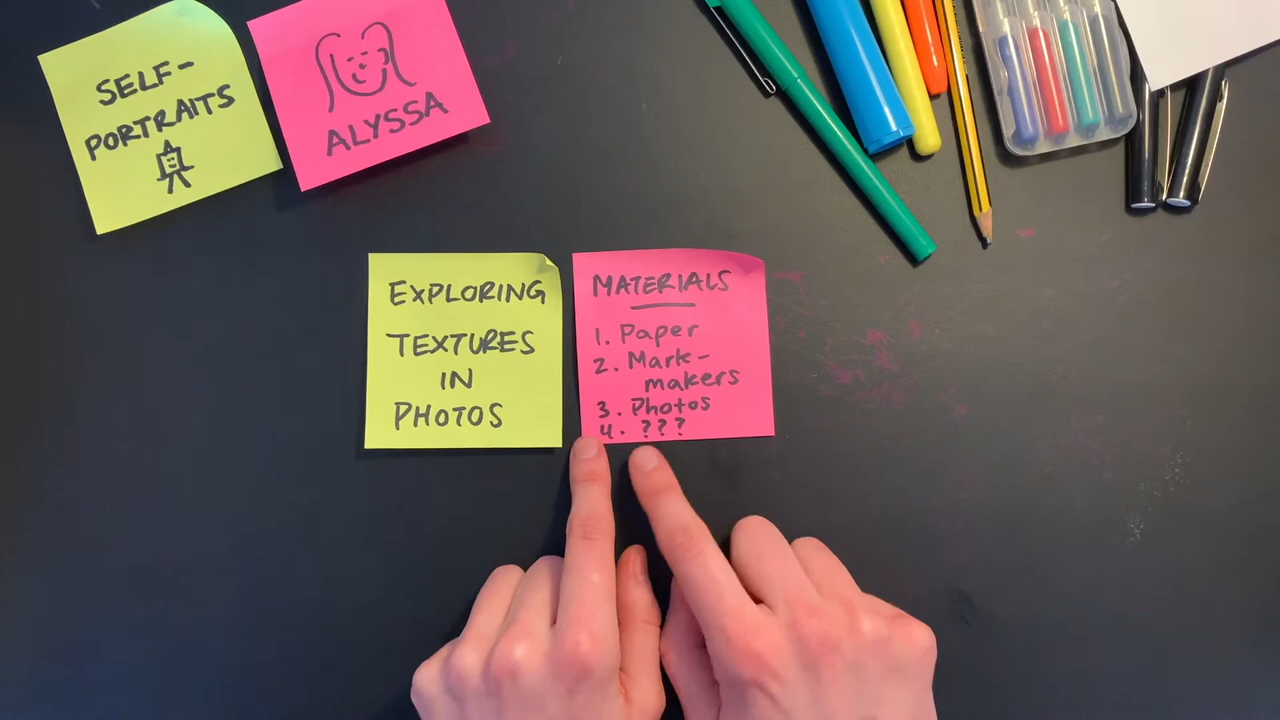 SELF-
PORTRAITS
ALYSSA
EXPLORING
TEXTURES
IN
PHOTOS
MATERIALS
1. Paper
2. Mark-
makers
3. Photos
4. ???